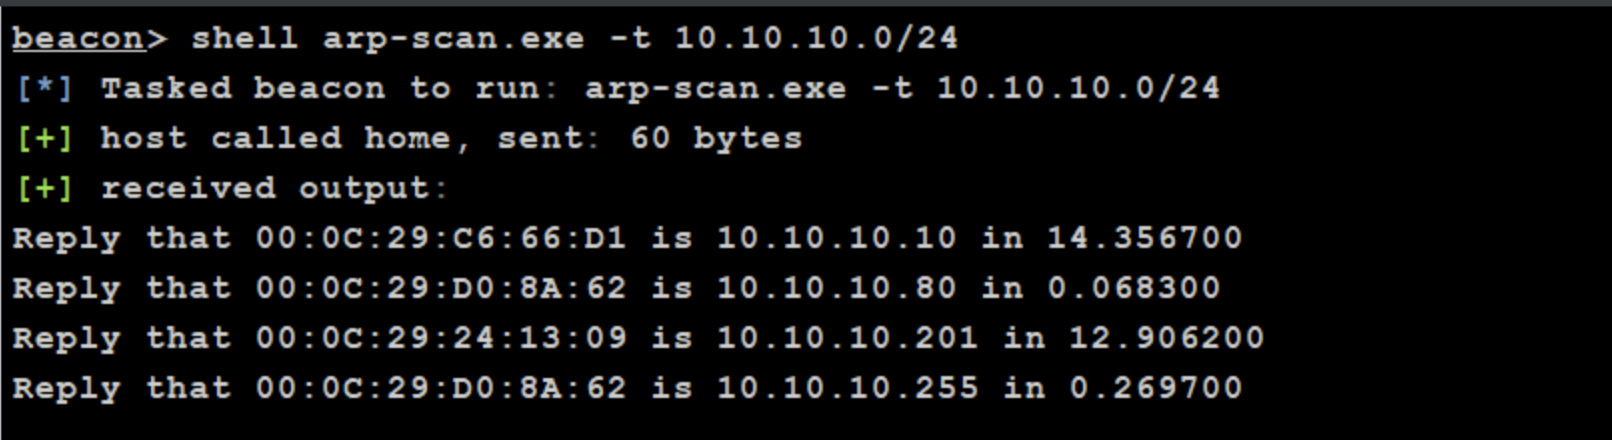 beacon> shell arp-scan.exe -t 10.10.10.0/24
[*] Tasked beacon to run: arp-scan.exe -t 10.10.10.0/24
[+] host called home, sent: 60 bytes
[+] received output:
Reply that 00:0C:29:C6:66:D1 is 10.10.10.10 in 14.356700
Reply that 00:0C:29:D0:8A:62 is 10.10.10.80 in 0.068300
Reply that 00:0C:29:24:13:09 is 10.10.10.201 in 12.906200
Reply that 00:0C:29:D0:8A:62 is 10.10.10.255 in 0.269700